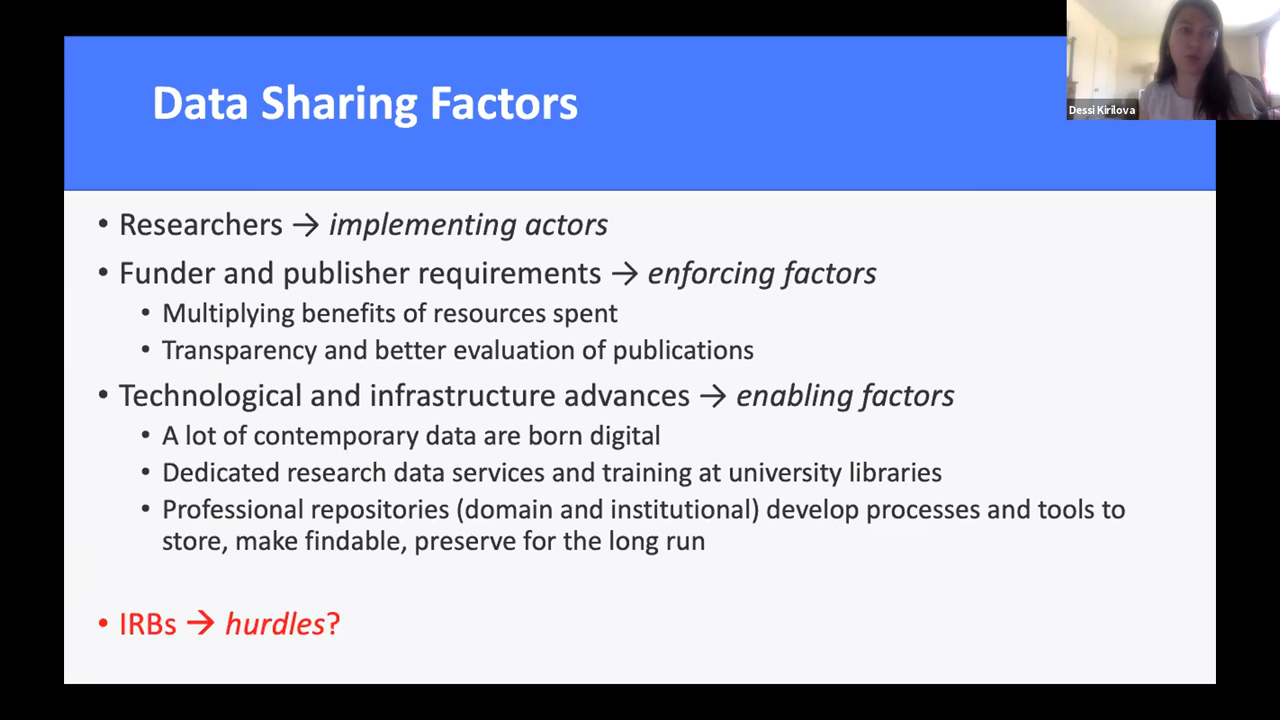 Data Sharing Factors
Dessi Kirilova
• Researchers → implementing actors
• Funder and publisher requirements → enforcing factors
• Multiplying benefits of resources spent
• Transparency and better evaluation of publications
• Technological and infrastructure advances → enabling factors
• A lot of contemporary data are born digital
• Dedicated research data services and training at university libraries
• Professional repositories (domain and institutional) develop processes and tools to
store, make findable, preserve for the long run
• IRBs → hurdles?